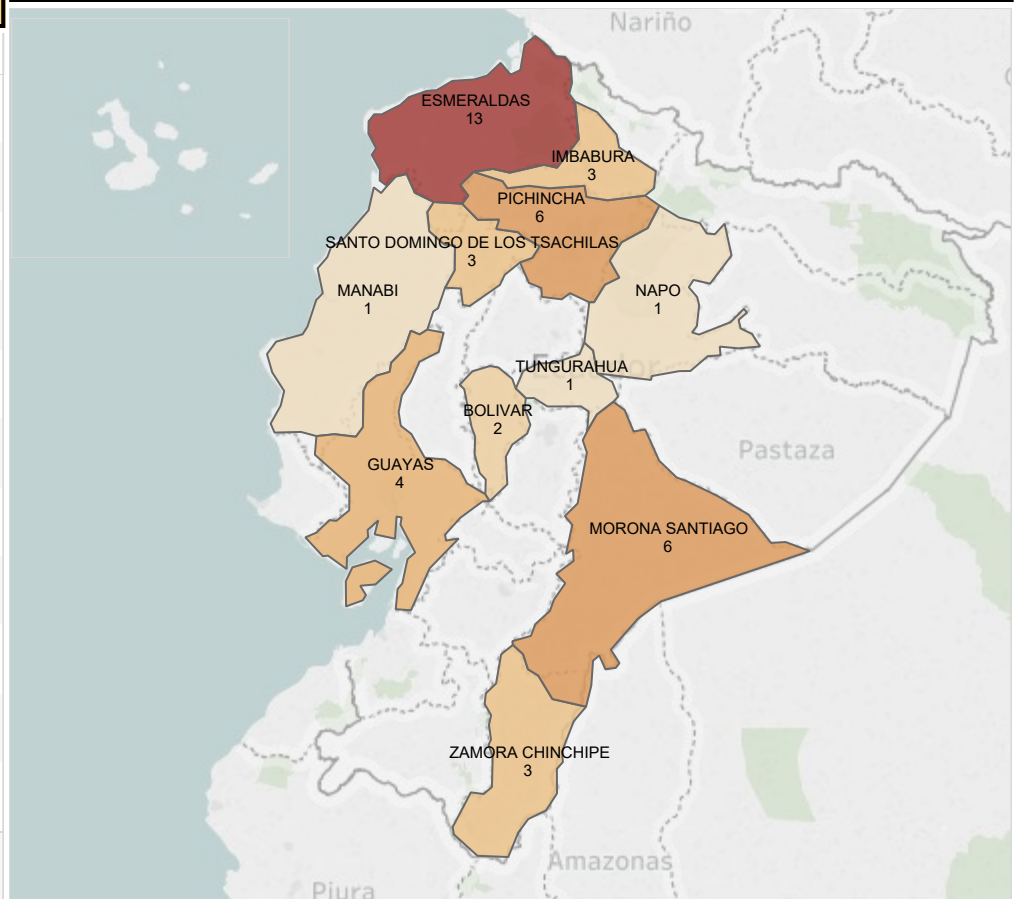 Nariño
ESMERALDAS
13
IMBABURA
3
PICHINCHA
6
SANTO DOMINGO DE LOS TSACHILAS
3
MANABI
1
NAPO
1
TUNGURAHUA
1
BOLIVAR
2
Pastaza
GUAYAS
4
MORONA SANTIAGO
6
ZAMORA CHINCHIPE
3
Amazonas
Piura